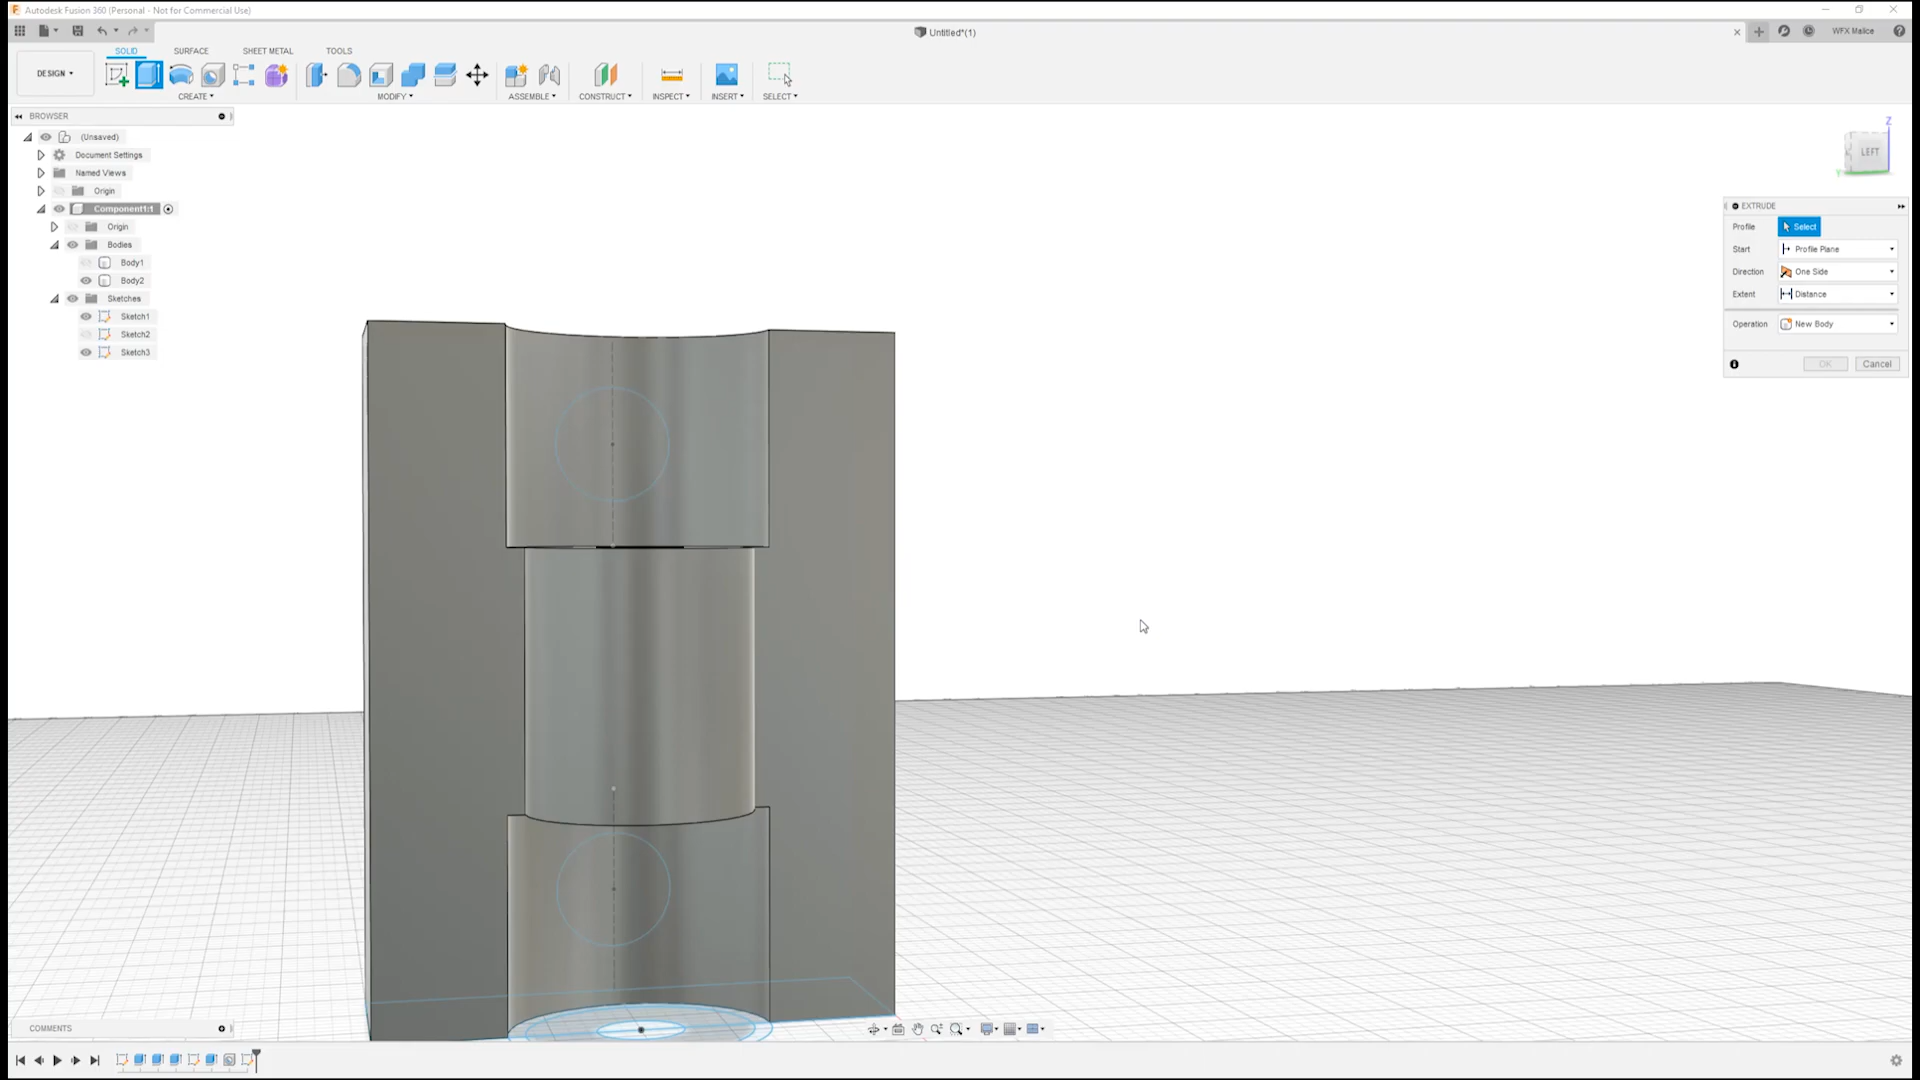 Autodesk Fusion 360 (Personal - Not for Commercial Use)
Untitled*(1)
WFX Malice
SOLID SURFACE SHEET METAL TOOLS
DESIGN
CREATE MODIFY ASSEMBLE CONSTRUCT INSPECT INSERT SELECT
BROWSER
(Unsaved)
Document Settings
Named Views
Origin
Component1:1
Origin
Bodies
Body1
Body2
Sketches
Sketch1
Sketch2
Sketch3
Z
LEFT
Y
EXTRUDE
Profile Select
Start Profile Plane
Direction One Side
Extent Distance
Operation New Body
OK Cancel
COMMENTS